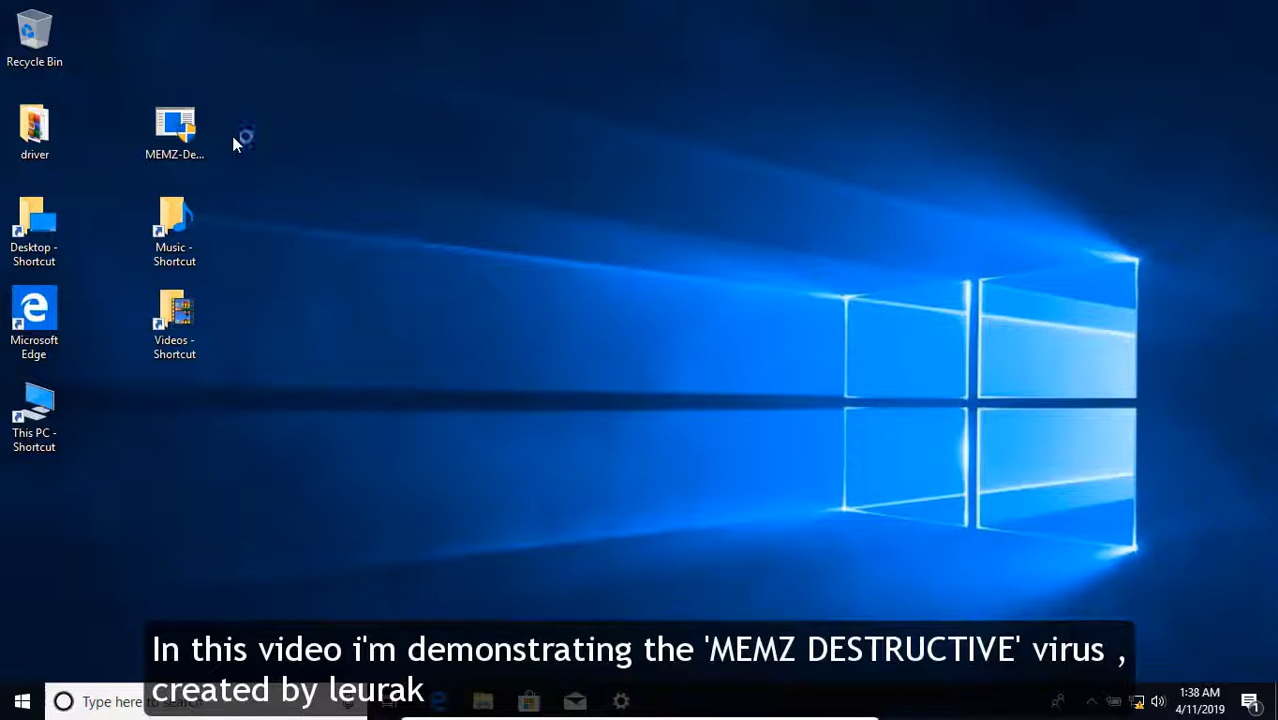 Recycle Bin
driver
MEMZ-De...
Desktop -
Shortcut
Music -
Shortcut
Microsoft
Edge
Videos -
Shortcut
This PC -
Shortcut
In this video i'm demonstrating the 'MEMZ DESTRUCTIVE' virus ,
created by leurak
Type here to search
1:38 AM
4/11/2019
1